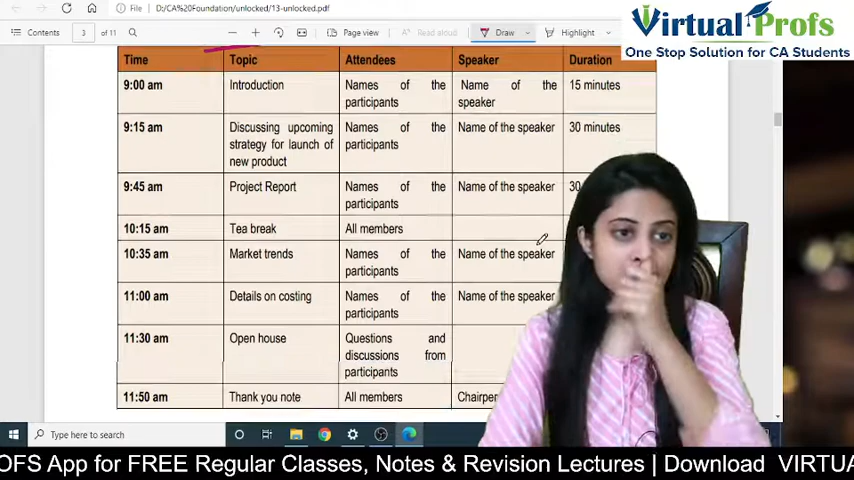 File D:/CA%20Foundation/unlocked/13-unlocked.pdf
Virtual Profs
One Stop Solution for CA Students
Contents 3 of 11 Page view Read aloud Draw Highlight
Time Topic Attendees Speaker Duration
9:00 am Introduction Names of the participants Name of the speaker 15 minutes
9:15 am Discussing upcoming strategy for launch of new product Names of the participants Name of the speaker 30 minutes
9:45 am Project Report Names of the participants Name of the speaker 30
10:15 am Tea break All members
10:35 am Market trends Names of the participants Name of the speaker
11:00 am Details on costing Names of the participants Name of the speaker
11:30 am Open house Questions and discussions from participants
11:50 am Thank you note All members Chairper
Type here to search
OFS App for FREE Regular Classes, Notes & Revision Lectures | Download VIRTUA